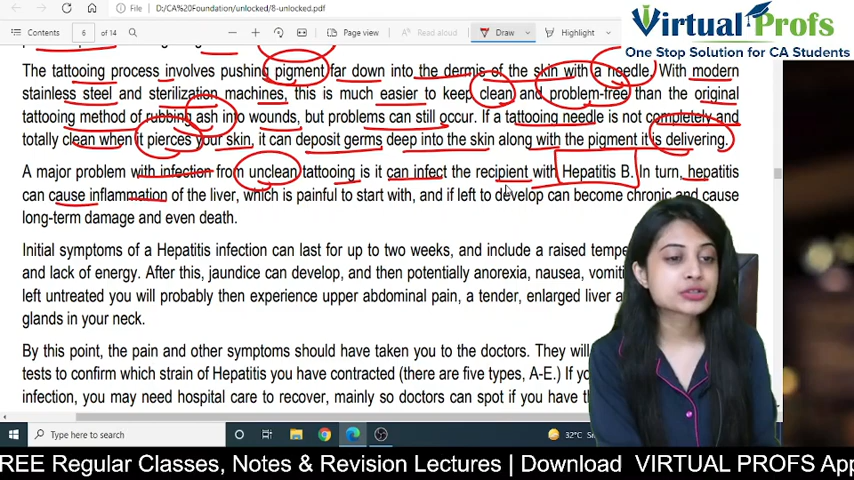 File
D:/CA%20Foundation/unlocked/8-unlocked.pdf
Virtual Profs
One Stop Solution for CA Students
Contents
6
of 14
Page view
Read aloud
Draw
Highlight
The tattooing process involves pushing pigment far down into the dermis of the skin with a needle. With modern
stainless steel and sterilization machines, this is much easier to keep clean and problem-free than the original
tattooing method of rubbing ash into wounds, but problems can still occur. If a tattooing needle is not completely and
totally clean when it pierces your skin, it can deposit germs deep into the skin along with the pigment it is delivering.
A major problem with infection from unclean tattooing is it can infect the recipient with Hepatitis B. In turn, hepatitis
can cause inflammation of the liver, which is painful to start with, and if left to develop can become chronic and cause
long-term damage and even death.
Initial symptoms of a Hepatitis infection can last for up to two weeks, and include a raised
and lack of energy. After this, jaundice can develop, and then potentially anorexia, nausea,
left untreated you will probably then experience upper abdominal pain, a tender, enlarged liver
glands in your neck.
By this point, the pain and other symptoms should have taken you to the doctors. They will
tests to confirm which strain of Hepatitis you have contracted (there are five types, A-E.) If
infection, you may need hospital care to recover, mainly so doctors can spot if you have
Type here to search
32°C
REE Regular Classes, Notes & Revision Lectures | Download VIRTUAL PROFS App